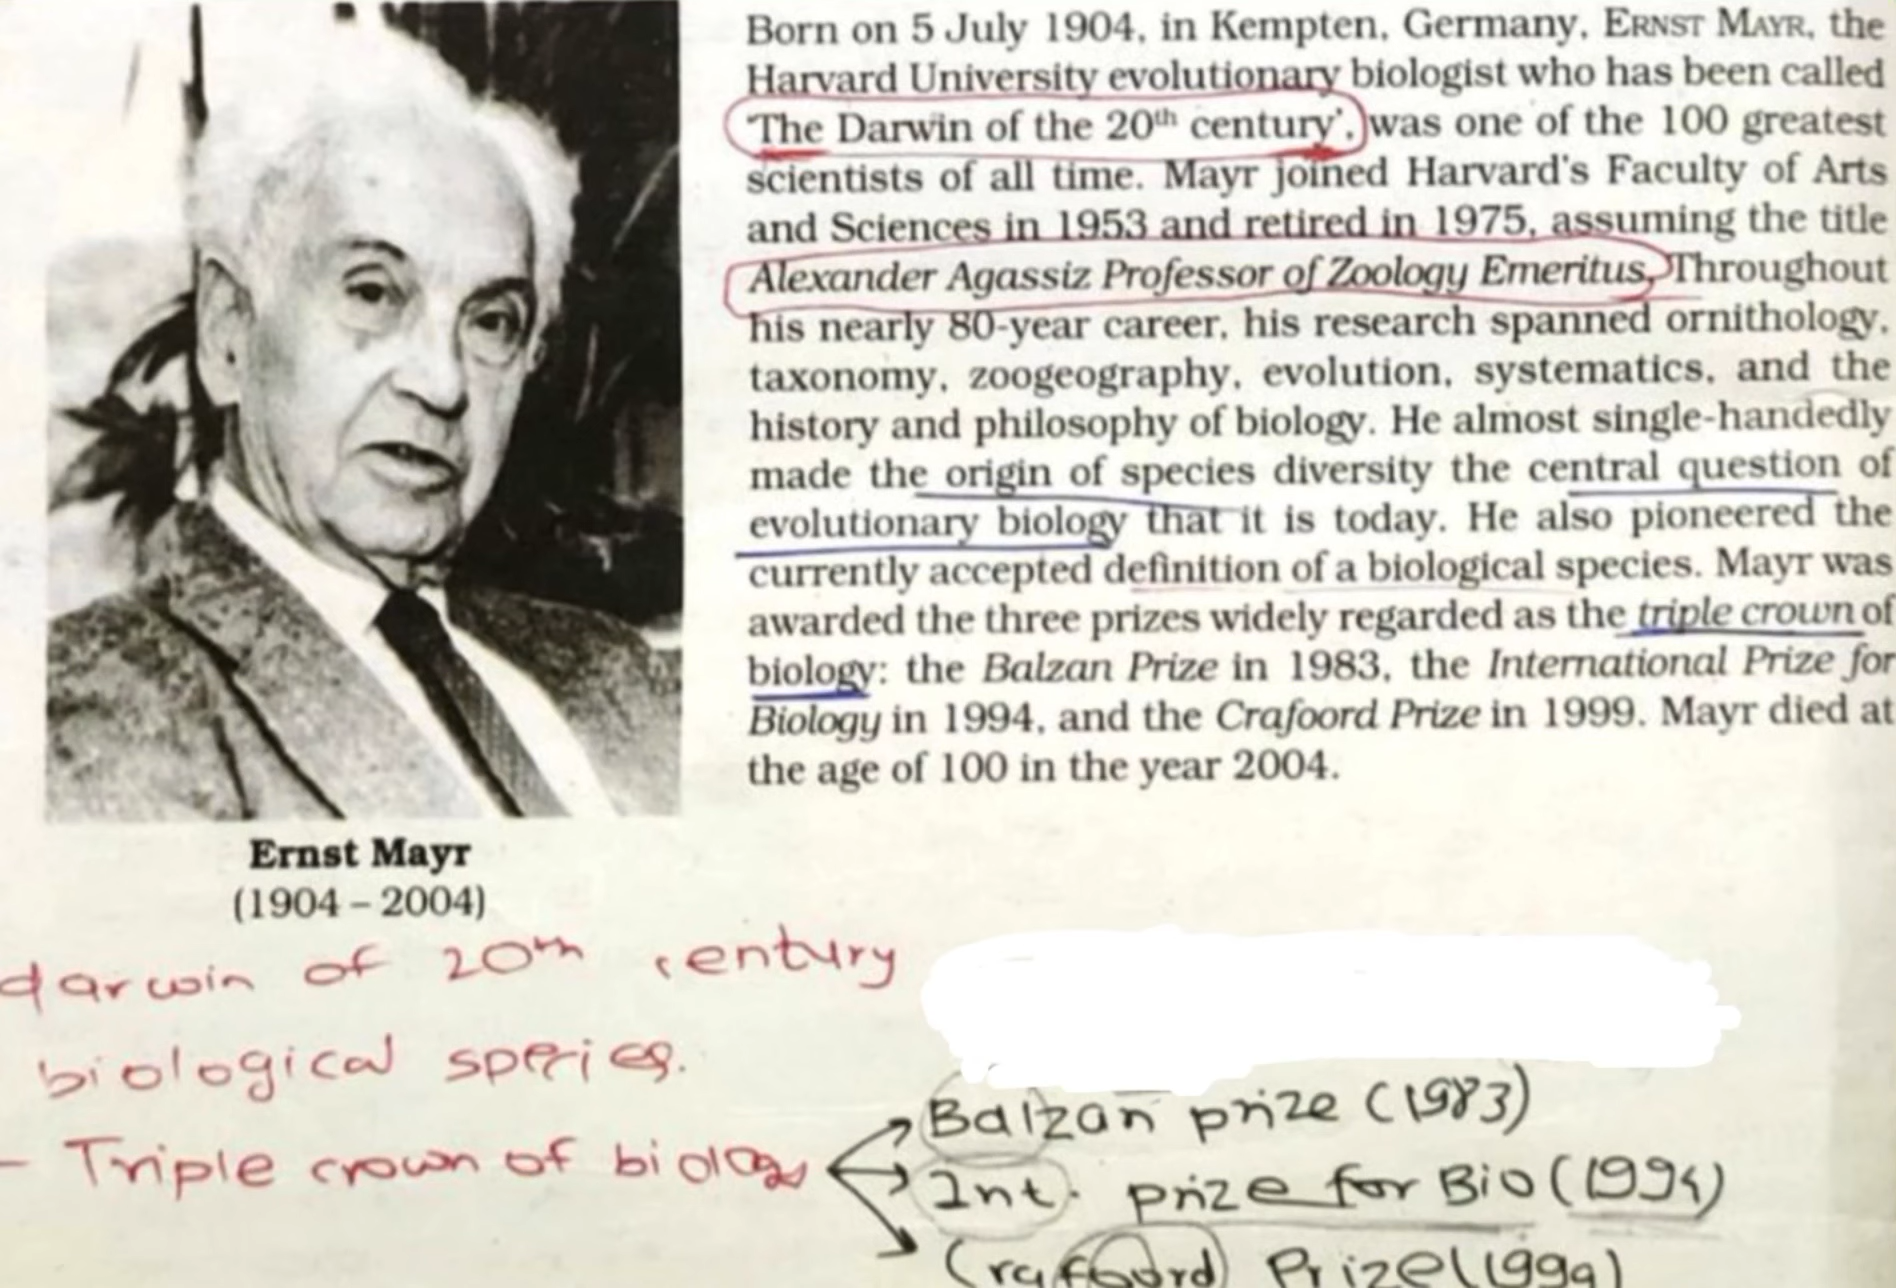 Born on 5 July 1904, in Kempten, Germany, ERNST MAYR, the
Harvard University evolutionary biologist who has been called
'The Darwin of the 20th century', was one of the 100 greatest
scientists of all time. Mayr joined Harvard's Faculty of Arts
and Sciences in 1953 and retired in 1975, assuming the title
Alexander Agassiz Professor of Zoology Emeritus. Throughout
his nearly 80-year career, his research spanned ornithology,
taxonomy, zoogeography, evolution, systematics, and the
history and philosophy of biology. He almost single-handedly
made the origin of species diversity the central question of
evolutionary biology that it is today. He also pioneered the
currently accepted definition of a biological species. Mayr was
awarded the three prizes widely regarded as the triple crown of
biology: the Balzan Prize in 1983, the International Prize for
Biology in 1994, and the Crafoord Prize in 1999. Mayr died at
the age of 100 in the year 2004.
Ernst Mayr
(1904 – 2004)
darwin of 20th century
biological species.
- Triple crown of biology
Balzan prize (1983)
Int. prize for Bio (1994)
Crafoord Prize (1999)